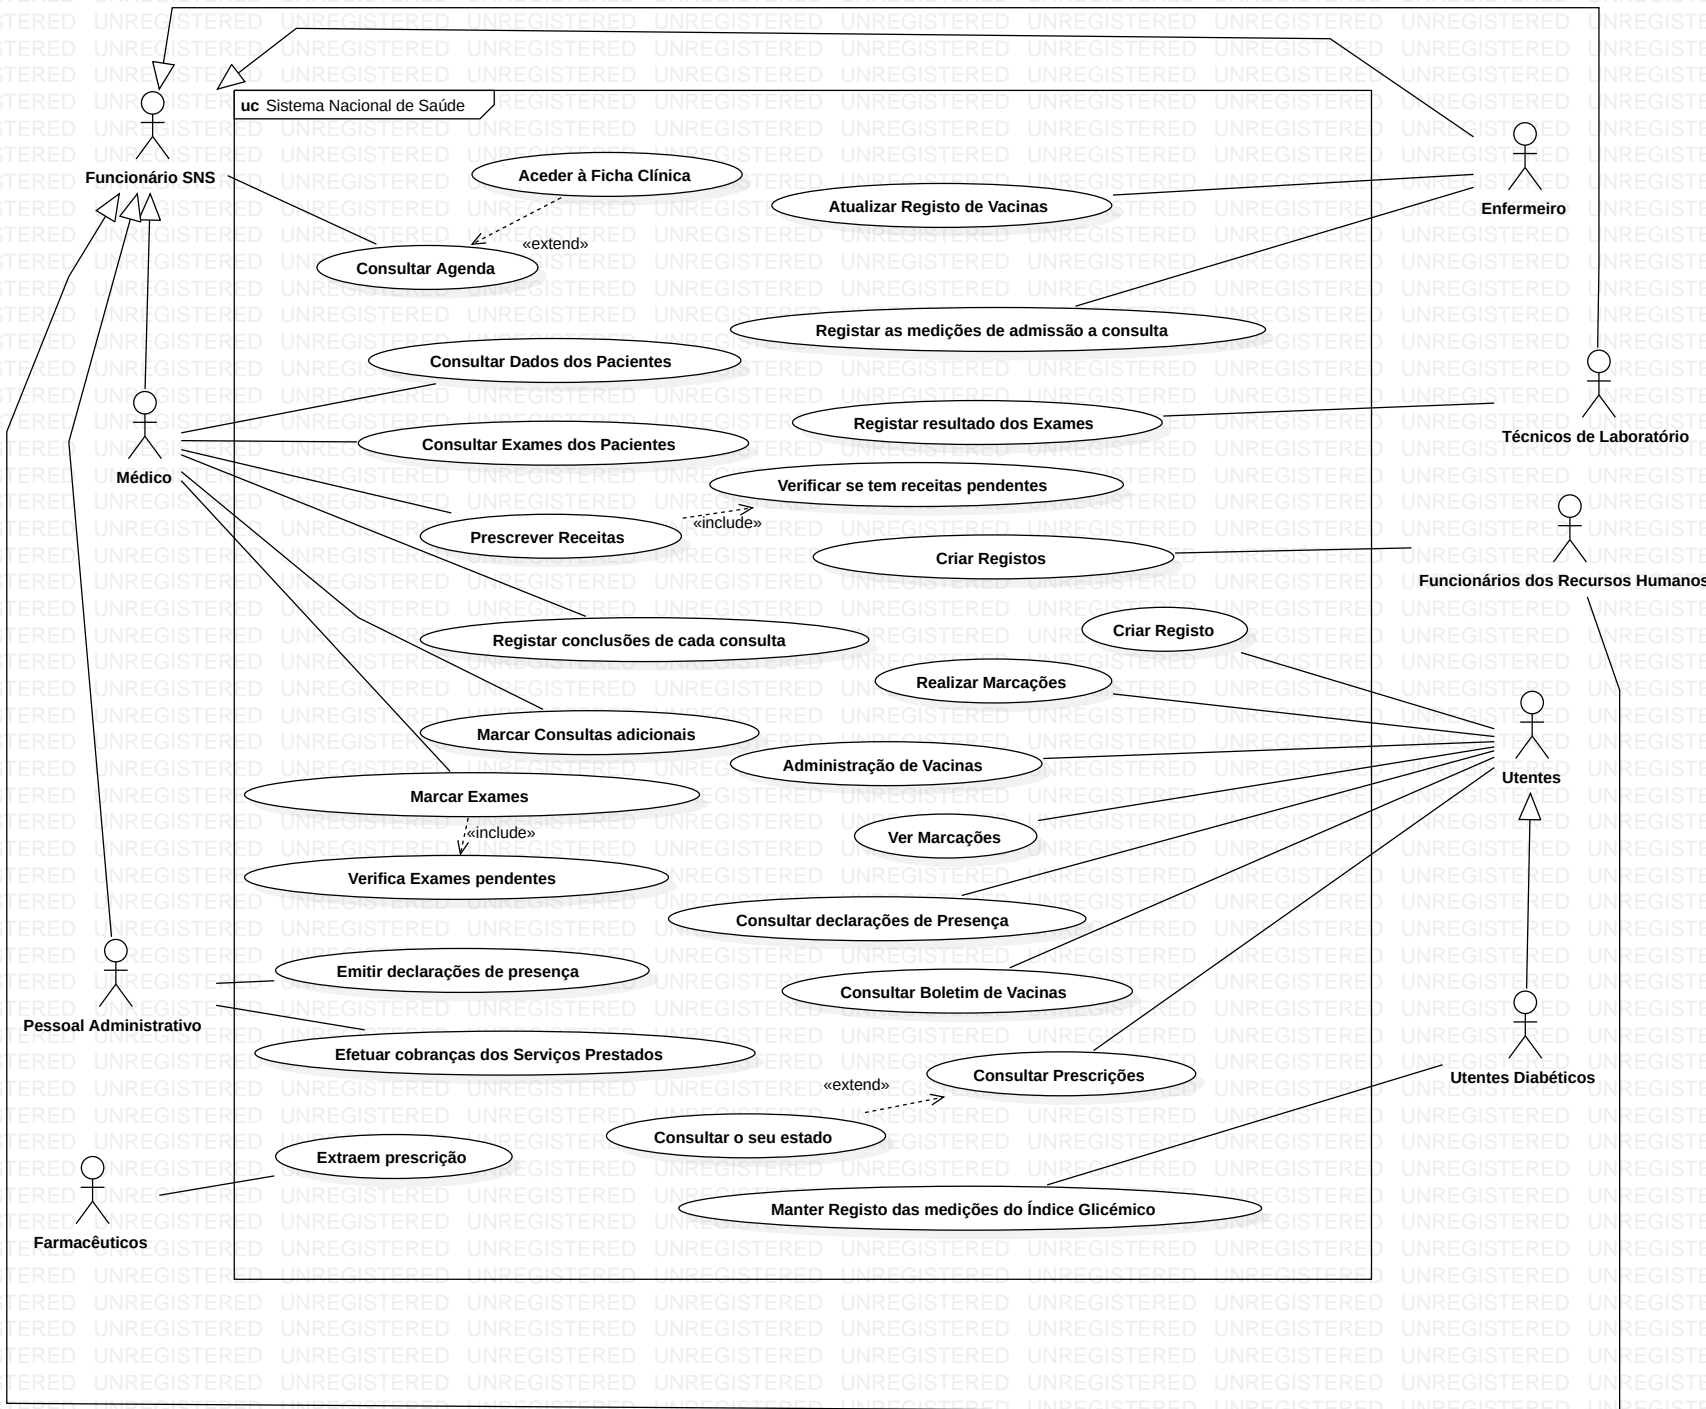 uc Sistema Nacional de Saúde
Funcionário SNS
Aceder à Ficha Clínica
Atualizar Registo de Vacinas
Enfermeiro
«extend»
Consultar Agenda
Registar as medições de admissão a consulta
Consultar Dados dos Pacientes
Registar resultado dos Exames
Técnicos de Laboratório
Consultar Exames dos Pacientes
Médico
Verificar se tem receitas pendentes
«include»
Prescrever Receitas
Criar Registos
Funcionários dos Recursos Humanos
Criar Registo
Registar conclusões de cada consulta
Realizar Marcações
Marcar Consultas adicionais
Administração de Vacinas
Utentes
Marcar Exames
«include»
Ver Marcações
Verifica Exames pendentes
Consultar declarações de Presença
Emitir declarações de presença
Consultar Boletim de Vacinas
Pessoal Administrativo
Efetuar cobranças dos Serviços Prestados
Consultar Prescrições
Utentes Diabéticos
«extend»
Consultar o seu estado
Extraem prescrição
Manter Registo das medições do Índice Glicémico
Farmacêuticos
UNREGISTERED